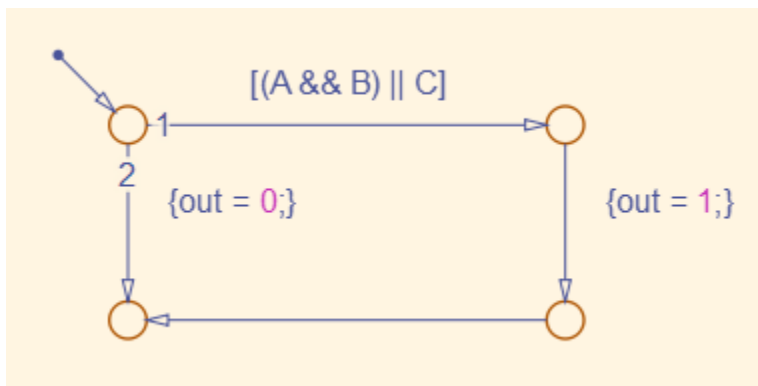 [(A && B) || C]
1
2
{out = 0;}
{out = 1;}